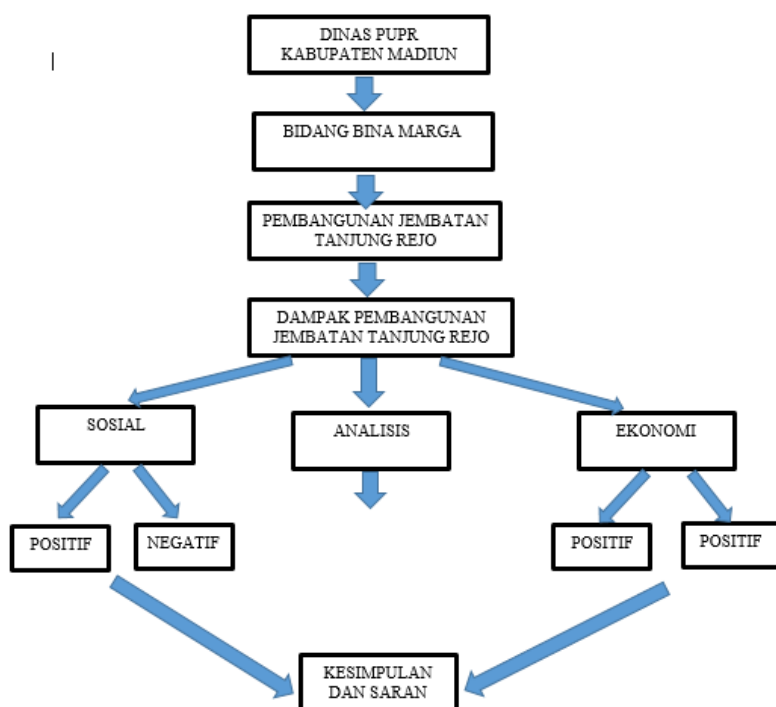 DINAS PUPR
KABUPATEN MADIUN
BIDANG BINA MARGA
PEMBANGUNAN JEMBATAN
TANJUNG REJO
DAMPAK PEMBANGUNAN
JEMBATAN TANJUNG REJO
SOSIAL
ANALISIS
EKONOMI
POSITIF
NEGATIF
POSITIF
POSITIF
KESIMPULAN
DAN SARAN